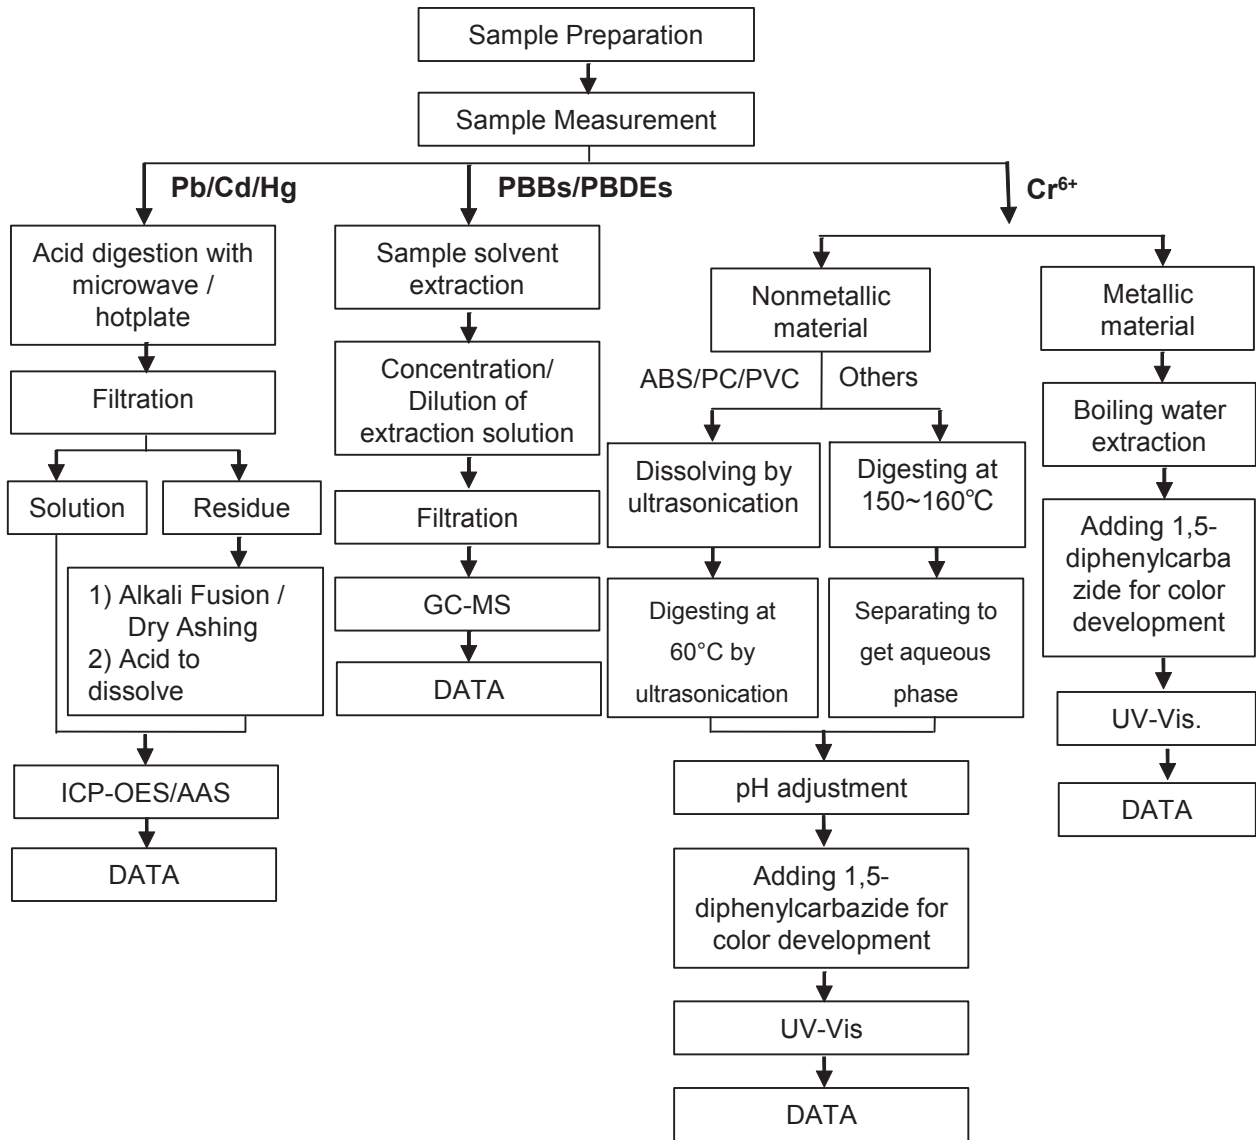 Sample Preparation
Sample Measurement
Pb/Cd/Hg
PBBs/PBDEs
Cr⁶⁺
Acid digestion with
microwave /
hotplate
Filtration
Solution
Residue
1) Alkali Fusion /
Dry Ashing
2) Acid to
dissolve
ICP-OES/AAS
DATA
Sample solvent
extraction
Concentration/
Dilution of
extraction solution
Filtration
GC-MS
DATA
Nonmetallic
material
ABS/PC/PVC
Others
Dissolving by
ultrasonication
Digesting at
60°C by
ultrasonication
Digesting at
150~160℃
Separating to
get aqueous
phase
pH adjustment
Adding 1,5-
diphenylcarbazide for
color development
UV-Vis
DATA
Metallic
material
Boiling water
extraction
Adding 1,5-
diphenylcarba
zide for color
development
UV-Vis.
DATA